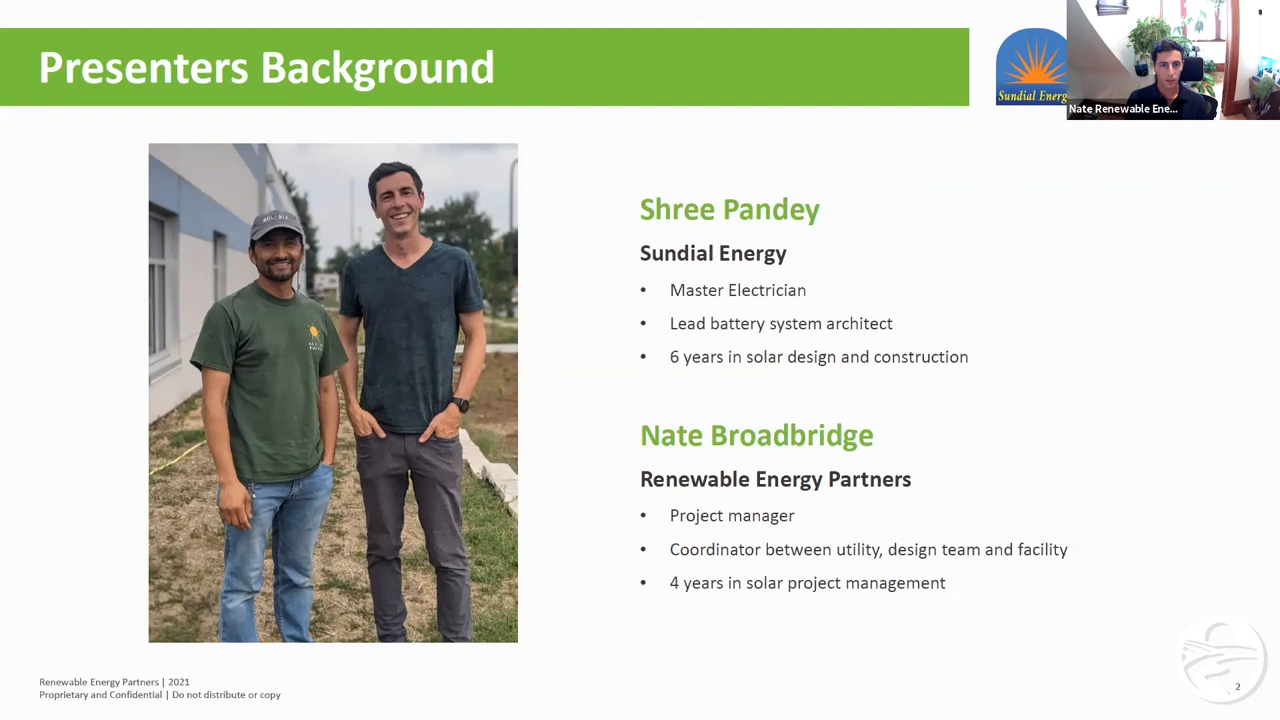 Presenters Background
Sundial Energ
Nate Renewable Ene...
Shree Pandey
Sundial Energy
• Master Electrician
• Lead battery system architect
• 6 years in solar design and construction
Nate Broadbridge
Renewable Energy Partners
• Project manager
• Coordinator between utility, design team and facility
• 4 years in solar project management
Renewable Energy Partners | 2021
Proprietary and Confidential | Do not distribute or copy
2